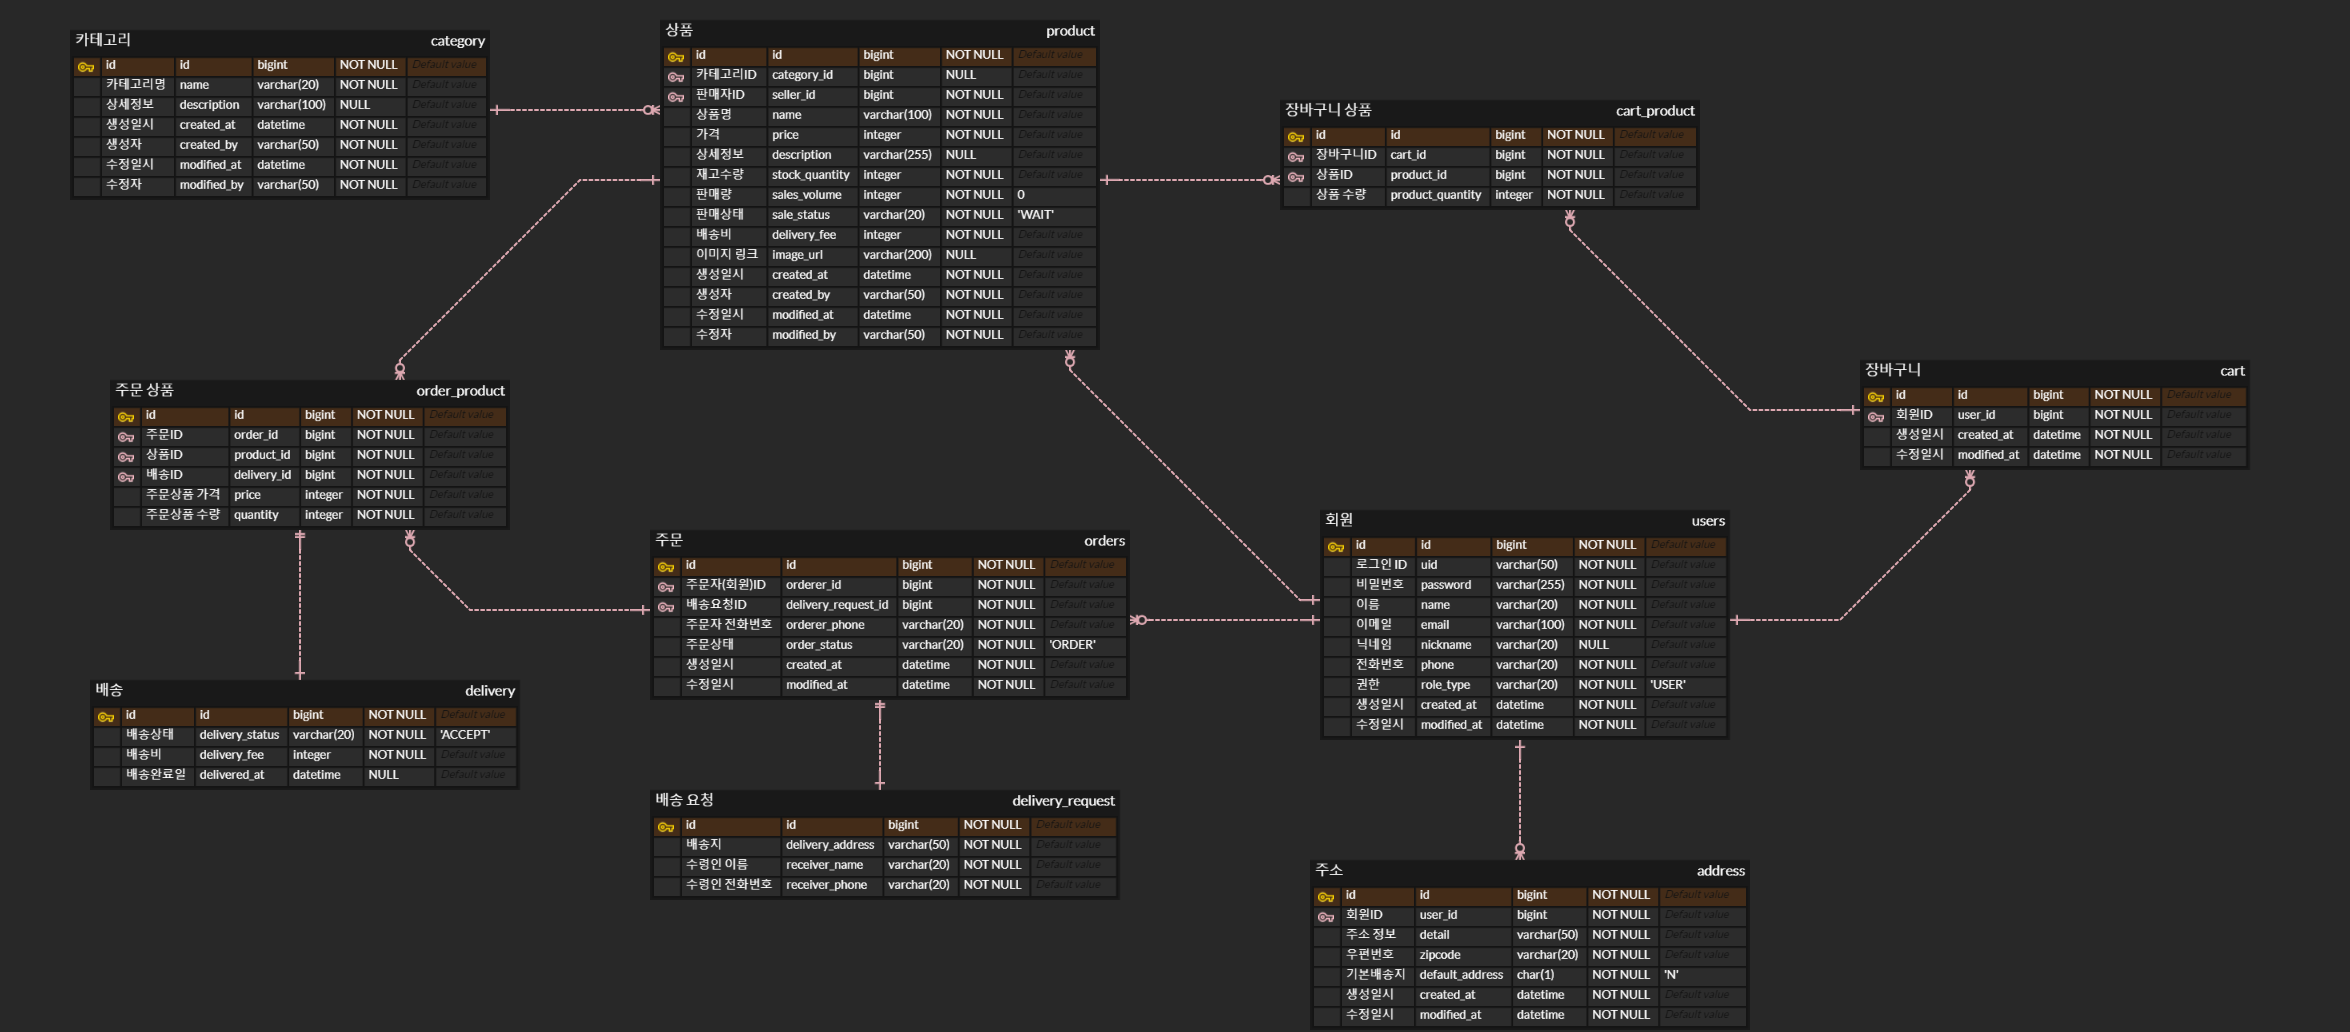 카테고리 category
id id bigint NOT NULL Default value
카테고리명 name varchar(20) NOT NULL Default value
상세정보 description varchar(100) NULL Default value
생성일시 created_at datetime NOT NULL Default value
생성자 created_by varchar(50) NOT NULL Default value
수정일시 modified_at datetime NOT NULL Default value
수정자 modified_by varchar(50) NOT NULL Default value
상품 product
id id bigint NOT NULL Default value
카테고리ID category_id bigint NULL Default value
판매자ID seller_id bigint NOT NULL Default value
상품명 name varchar(100) NOT NULL Default value
가격 price integer NOT NULL Default value
상세정보 description varchar(255) NULL Default value
재고수량 stock_quantity integer NOT NULL Default value
판매량 sales_volume integer NOT NULL 0
판매상태 sale_status varchar(20) NOT NULL 'WAIT'
배송비 delivery_fee integer NOT NULL Default value
이미지 링크 image_url varchar(200) NULL Default value
생성일시 created_at datetime NOT NULL Default value
생성자 created_by varchar(50) NOT NULL Default value
수정일시 modified_at datetime NOT NULL Default value
수정자 modified_by varchar(50) NOT NULL Default value
장바구니 상품 cart_product
id id bigint NOT NULL Default value
장바구니ID cart_id bigint NOT NULL Default value
상품ID product_id bigint NOT NULL Default value
상품 수량 product_quantity integer NOT NULL Default value
주문 상품 order_product
id id bigint NOT NULL Default value
주문ID order_id bigint NOT NULL Default value
상품ID product_id bigint NOT NULL Default value
배송ID delivery_id bigint NOT NULL Default value
주문상품 가격 price integer NOT NULL Default value
주문상품 수량 quantity integer NOT NULL Default value
장바구니 cart
id id bigint NOT NULL Default value
회원ID user_id bigint NOT NULL Default value
생성일시 created_at datetime NOT NULL Default value
수정일시 modified_at datetime NOT NULL Default value
주문 orders
id id bigint NOT NULL Default value
주문자(회원)ID orderer_id bigint NOT NULL Default value
배송요청ID delivery_request_id bigint NOT NULL Default value
주문자 전화번호 orderer_phone varchar(20) NOT NULL Default value
주문상태 order_status varchar(20) NOT NULL 'ORDER'
생성일시 created_at datetime NOT NULL Default value
수정일시 modified_at datetime NOT NULL Default value
회원 users
id id bigint NOT NULL Default value
로그인 ID uid varchar(50) NOT NULL Default value
비밀번호 password varchar(255) NOT NULL Default value
이름 name varchar(20) NOT NULL Default value
이메일 email varchar(100) NOT NULL Default value
닉네임 nickname varchar(20) NULL Default value
전화번호 phone varchar(20) NOT NULL Default value
권한 role_type varchar(20) NOT NULL 'USER'
생성일시 created_at datetime NOT NULL Default value
수정일시 modified_at datetime NOT NULL Default value
배송 delivery
id id bigint NOT NULL Default value
배송상태 delivery_status varchar(20) NOT NULL 'ACCEPT'
배송비 delivery_fee integer NOT NULL Default value
배송완료일 delivered_at datetime NULL Default value
배송 요청 delivery_request
id id bigint NOT NULL Default value
배송지 delivery_address varchar(50) NOT NULL Default value
수령인 이름 receiver_name varchar(20) NOT NULL Default value
수령인 전화번호 receiver_phone varchar(20) NOT NULL Default value
주소 address
id id bigint NOT NULL Default value
회원ID user_id bigint NOT NULL Default value
주소 정보 detail varchar(50) NOT NULL Default value
우편번호 zipcode varchar(20) NOT NULL Default value
기본배송지 default_address char(1) NOT NULL 'N'
생성일시 created_at datetime NOT NULL Default value
수정일시 modified_at datetime NOT NULL Default value